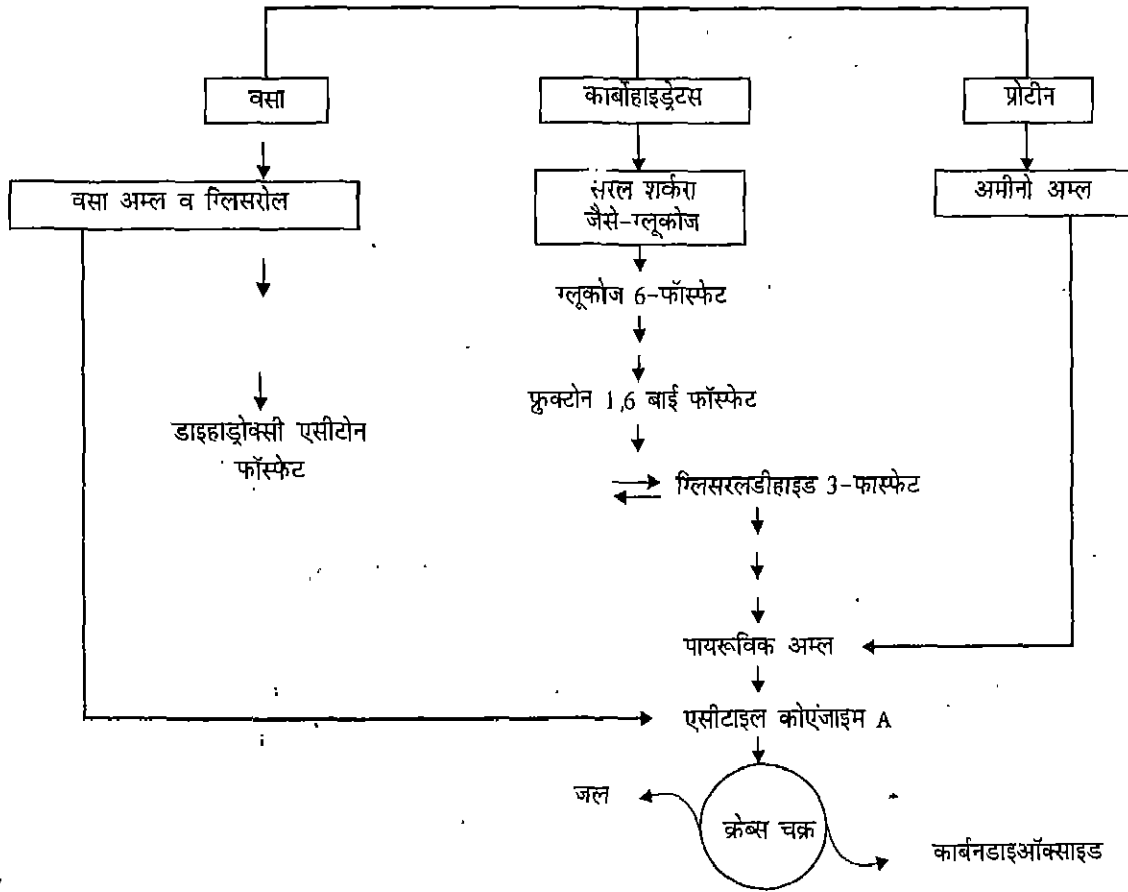 वसा
कार्बोहाइड्रेटस
प्रोटीन
वसा अम्ल व ग्लिसरोल
सरल शर्करा
जैसे-ग्लूकोज
अमीनो अम्ल
ग्लूकोज 6-फॉस्फेट
फ्रुक्टोन 1,6 बाई फॉस्फेट
डाइहाड्रोक्सी एसीटोन
फॉस्फेट
ग्लिसरलडीहाइड 3-फास्फेट
पायरूविक अम्ल
एसीटाइल कोएंजाइम A
जल
क्रेब्स चक्र
कार्बनडाइऑक्साइड